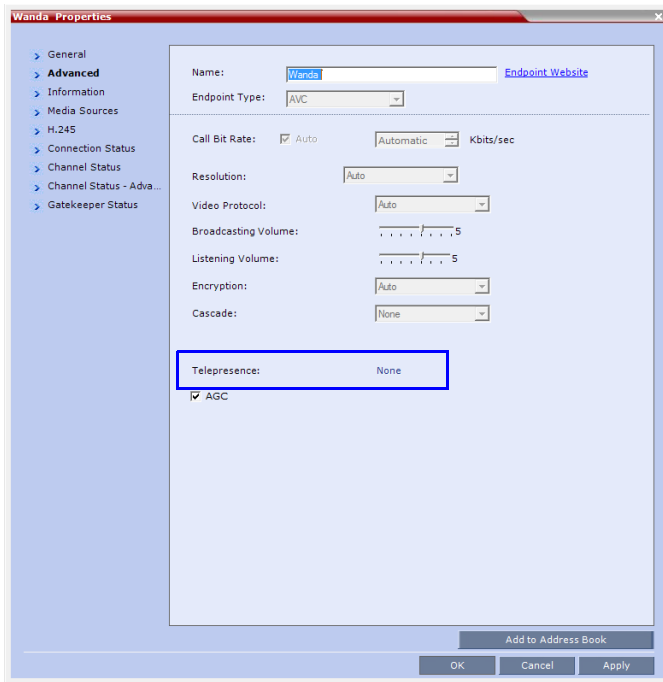 Wanda Properties
General
Advanced
Information
Media Sources
H.245
Connection Status
Channel Status
Channel Status - Adva...
Gatekeeper Status
Name: Wanda Endpoint Website
Endpoint Type: AVC
Call Bit Rate: Auto Automatic Kbits/sec
Resolution: Auto
Video Protocol: Auto
Broadcasting Volume: 5
Listening Volume: 5
Encryption: Auto
Cascade: None
Telepresence: None
AGC
Add to Address Book
OK Cancel Apply